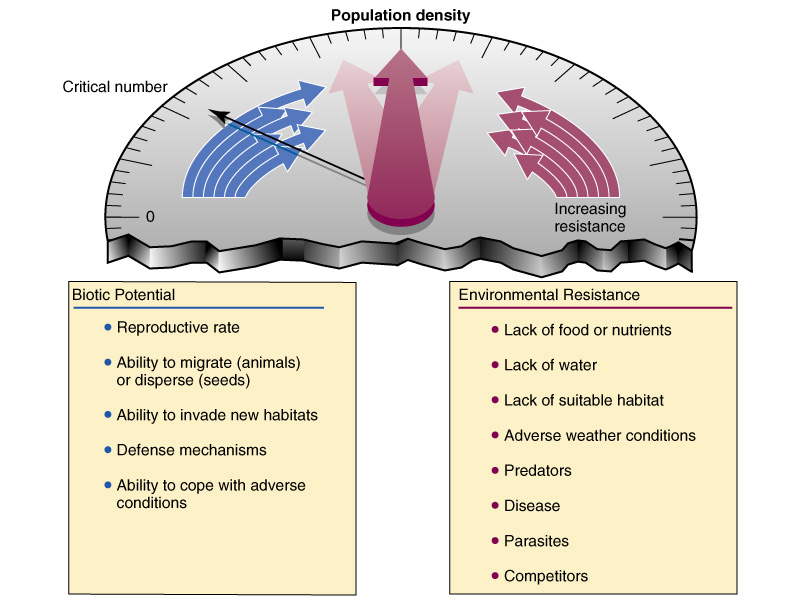 Population density
Critical number
0
Increasing
resistance
Biotic Potential
• Reproductive rate
• Ability to migrate (animals)
or disperse (seeds)
• Ability to invade new habitats
• Defense mechanisms
• Ability to cope with adverse
conditions
Environmental Resistance
• Lack of food or nutrients
• Lack of water
• Lack of suitable habitat
• Adverse weather conditions
• Predators
• Disease
• Parasites
• Competitors